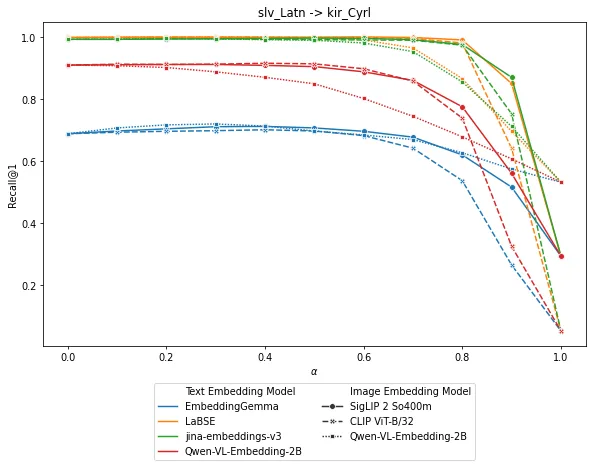 slv_Latn -> kir_Cyrl
1.0
0.8
0.6
0.4
0.2
Recall@1
0.0 0.2 0.4 0.6 0.8 1.0
α
Text Embedding Model Image Embedding Model
EmbeddingGemma SigLIP 2 So400m
LaBSE CLIP ViT-B/32
jina-embeddings-v3 Qwen-VL-Embedding-2B
Qwen-VL-Embedding-2B